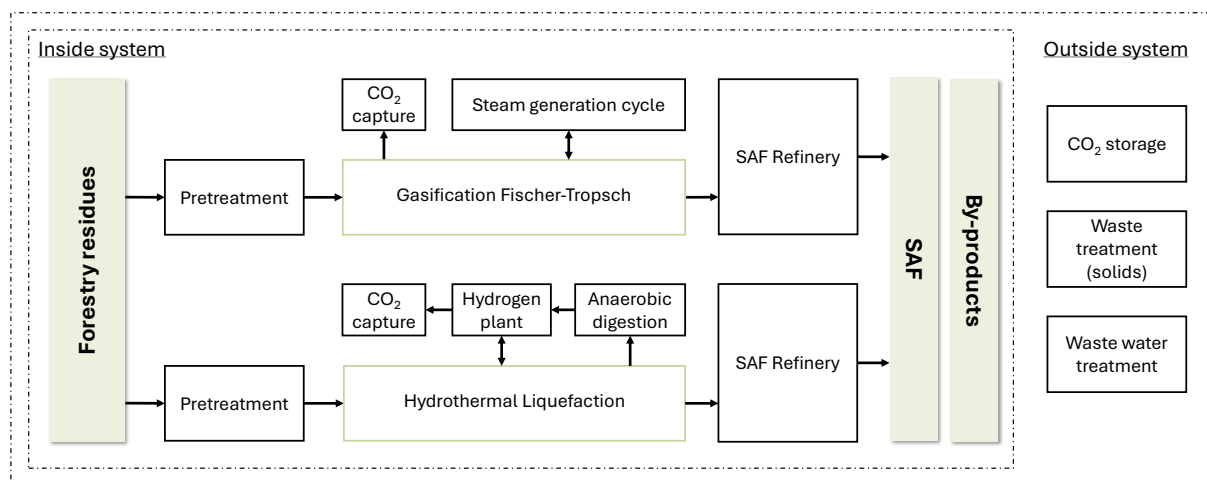 Inside system
Outside system
Forestry residues
Pretreatment
CO₂
capture
Steam generation cycle
Gasification Fischer-Tropsch
SAF Refinery
Pretreatment
CO₂
capture
Hydrogen
plant
Anaerobic
digestion
Hydrothermal Liquefaction
SAF Refinery
SAF
By-products
CO₂ storage
Waste
treatment
(solids)
Waste water
treatment